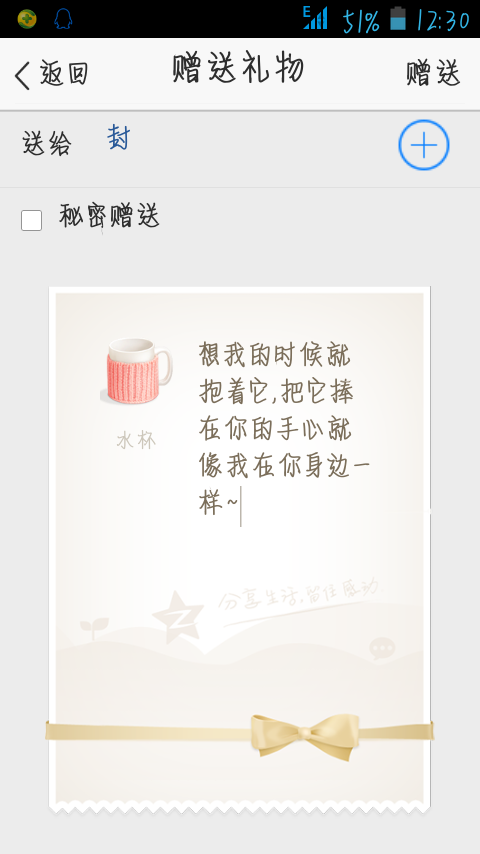 E 51% 12:30
返回 赠送礼物 赠送
送给 封
秘密赠送
想我的时候就
抱着它,把它捧
在你的手心就
像我在你身边一
样~
水杯
分享生活,留住感动